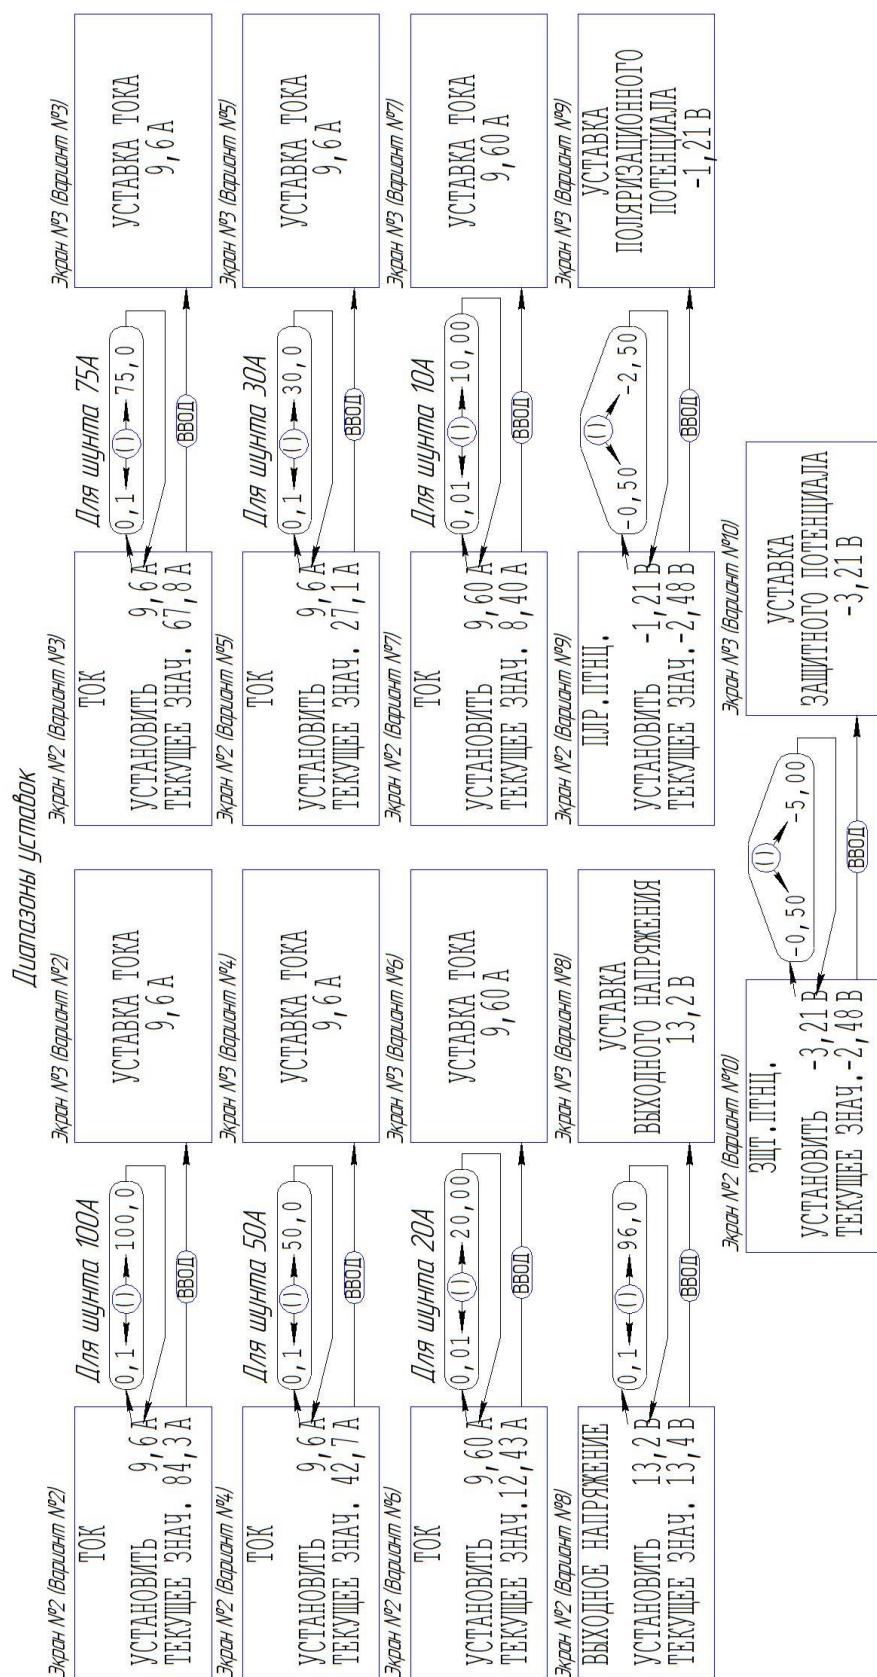 Диапазоны уставок
Экран №2 (Вариант №2)
ТОК
УСТАНОВИТЬ 9,6 А
ТЕКУЩЕЕ ЗНАЧ. 84,3 А
Для шунта 100А
0,1 () 100,0
ВВОД
Экран №3 (Вариант №2)
УСТАВКА ТОКА
9,6 А
Экран №2 (Вариант №3)
ТОК
УСТАНОВИТЬ 9,6 А
ТЕКУЩЕЕ ЗНАЧ. 67,8 А
Для шунта 75А
0,1 () 75,0
ВВОД
Экран №3 (Вариант №3)
УСТАВКА ТОКА
9,6 А
Экран №2 (Вариант №4)
ТОК
УСТАНОВИТЬ 9,6 А
ТЕКУЩЕЕ ЗНАЧ. 42,7 А
Для шунта 50А
0,1 () 50,0
ВВОД
Экран №3 (Вариант №4)
УСТАВКА ТОКА
9,6 А
Экран №2 (Вариант №5)
ТОК
УСТАНОВИТЬ 9,6 А
ТЕКУЩЕЕ ЗНАЧ. 27,1 А
Для шунта 30А
0,1 () 30,0
ВВОД
Экран №3 (Вариант №5)
УСТАВКА ТОКА
9,6 А
Экран №2 (Вариант №6)
ТОК
УСТАНОВИТЬ 9,60 А
ТЕКУЩЕЕ ЗНАЧ. 12,43 А
Для шунта 20А
0,01 () 20,00
ВВОД
Экран №3 (Вариант №6)
УСТАВКА ТОКА
9,60 А
Экран №2 (Вариант №7)
ТОК
УСТАНОВИТЬ 9,60 А
ТЕКУЩЕЕ ЗНАЧ. 8,40 А
Для шунта 10А
0,01 () 10,00
ВВОД
Экран №3 (Вариант №7)
УСТАВКА ТОКА
9,60 А
Экран №2 (Вариант №8)
ВЫХОДНОЕ НАПРЯЖЕНИЕ
УСТАНОВИТЬ 13,2 В
ТЕКУЩЕЕ ЗНАЧ. 13,4 В
0,1 () 96,0
ВВОД
Экран №3 (Вариант №8)
УСТАВКА
ВЫХОДНОГО НАПРЯЖЕНИЯ
13,2 В
Экран №2 (Вариант №9)
ПЛР.ПТНЦ.
УСТАНОВИТЬ -1,21 В
ТЕКУЩЕЕ ЗНАЧ. -2,48 В
()
-0,50 -2,50
ВВОД
Экран №3 (Вариант №9)
УСТАВКА
ПОЛЯРИЗАЦИОННОГО
ПОТЕНЦИАЛА
-1,21 В
Экран №2 (Вариант №10)
ЗЩТ.ПТНЦ.
УСТАНОВИТЬ -3,21 В
ТЕКУЩЕЕ ЗНАЧ. -2,48 В
()
-0,50 -5,00
ВВОД
Экран №3 (Вариант №10)
УСТАВКА
ЗАЩИТНОГО ПОТЕНЦИАЛА
-3,21 В